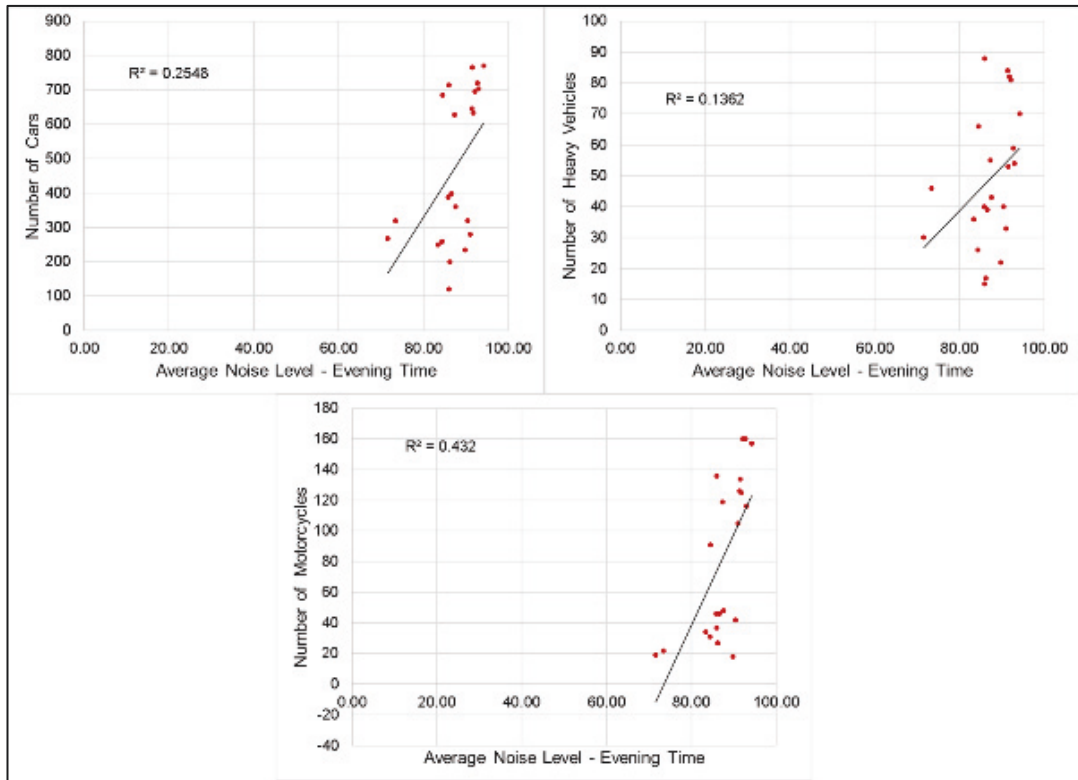 900
800
700
600
500
400
300
200
100
0
Number of Cars
R² = 0.2548
0.00 20.00 40.00 60.00 80.00 100.00
Average Noise Level - Evening Time
100
90
80
70
60
50
40
30
20
10
0
Number of Heavy Vehicles
R² = 0.1362
0.00 20.00 40.00 60.00 80.00 100.00
Average Noise Level - Evening Time
180
160
140
120
100
80
60
40
20
0
-20
-40
Number of Motorcycles
R² = 0.432
0.00 20.00 40.00 60.00 80.00 100.00
Average Noise Level - Evening Time